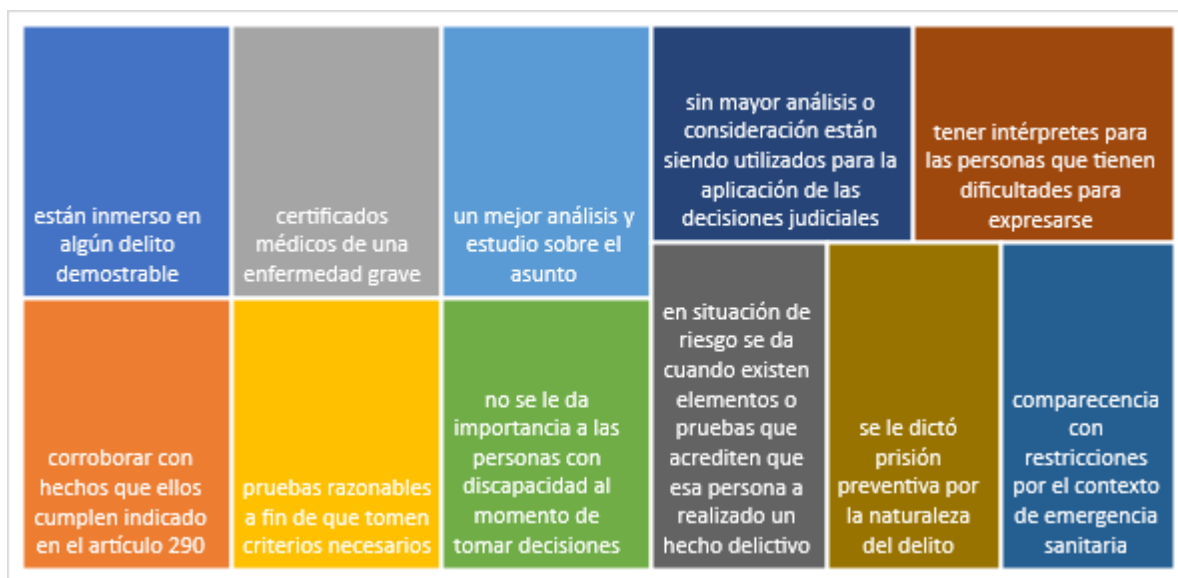 están inmerso en
algún delito
demostrable
certificados
médicos de una
enfermedad grave
un mejor análisis y
estudio sobre el
asunto
sin mayor análisis o
consideración están
siendo utilizados para la
aplicación de las
decisiones judiciales
tener intérpretes para
las personas que tienen
dificultades para
expresarse
corroborar con
hechos que ellos
cumplen indicado
en el artículo 290
pruebas razonables
a fin de que tomen
criterios necesarios
no se le da
importancia a las
personas con
discapacidad al
momento de
tomar decisiones
en situación de
riesgo se da
cuando existen
elementos o
pruebas que
acrediten que
esa persona a
realizado un
hecho delictivo
se le dictó
prisión
preventiva por
la naturaleza
del delito
comparecencia
con
restricciones
por el contexto
de emergencia
sanitaria